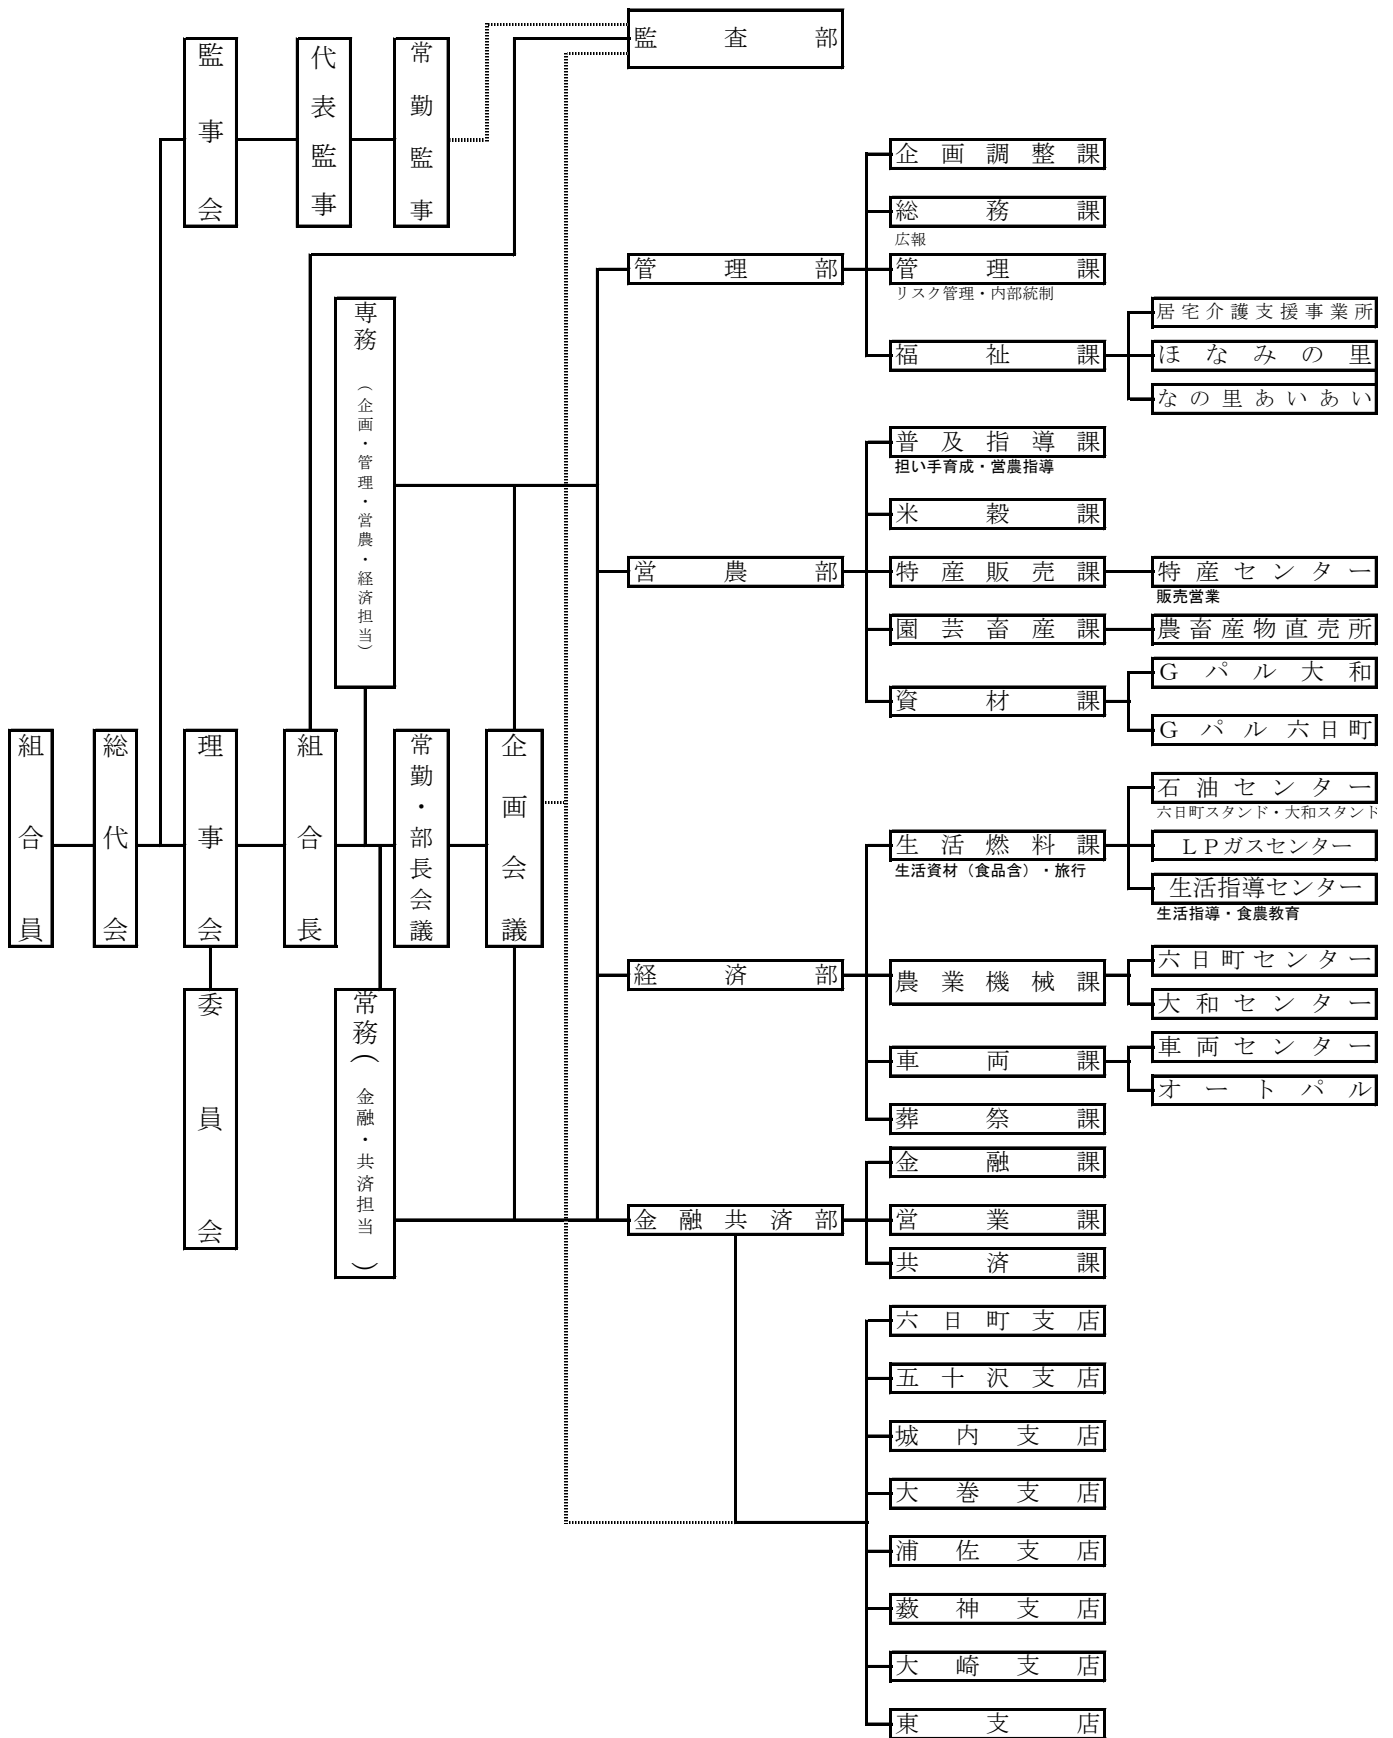 監査部
監事会
代表監事
常勤監事
企画調整課
総務課
広報
管理部
管理課
リスク管理・内部統制
専務（企画・管理・営農・経済担当）
居宅介護支援事業所
福祉課
ほなみの里
なの里あいあい
普及指導課
担い手育成・営農指導
米穀課
営農部
特産販売課
特産センター
販売営業
園芸畜産課
農畜産物直売所
Gパル大和
資材課
Gパル六日町
組合員
総代会
理事会
組合長
常勤・部長会議
企画会議
石油センター
六日町スタンド・大和スタンド
生活燃料課
LPガスセンター
生活資材（食品含）・旅行
生活指導センター
生活指導・食農教育
六日町センター
経済部
農業機械課
大和センター
委員会
常務（金融・共済担当）
車両センター
車両課
オートパル
葬祭課
金融課
金融共済部
営業課
共済課
六日町支店
五十沢支店
城内支店
大巻支店
浦佐支店
薮神支店
大崎支店
東支店